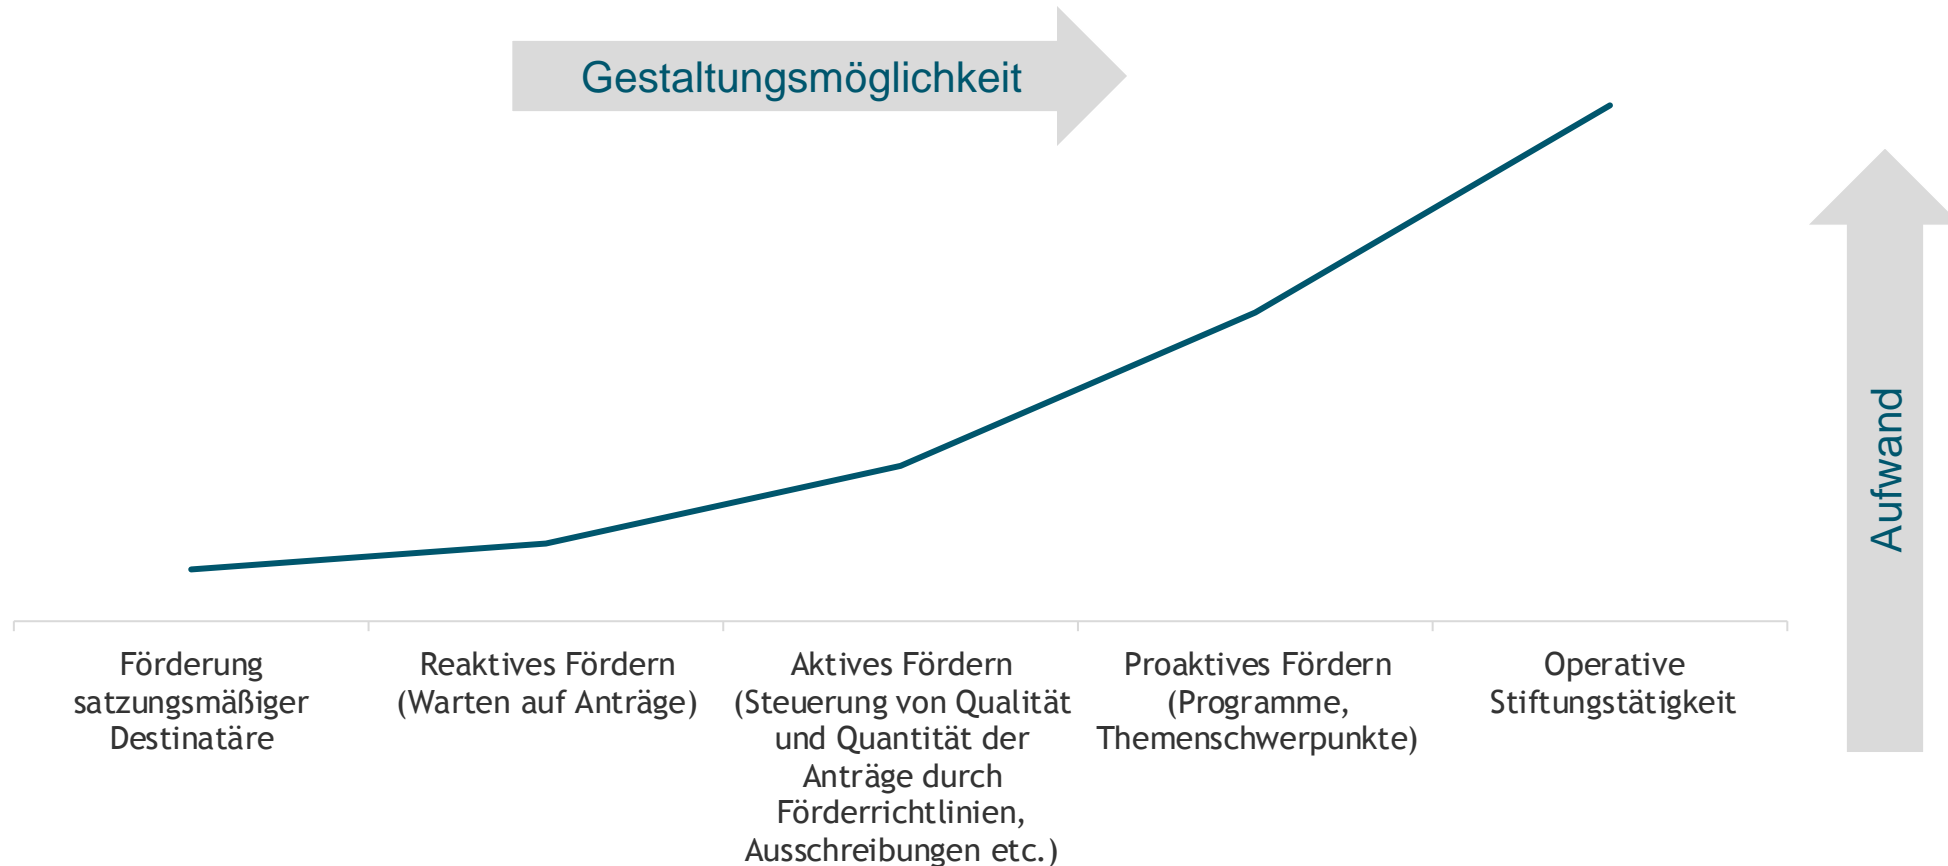 Gestaltungsmöglichkeit
Aufwand
Förderung
satzungsmäßiger
Destinatäre
Reaktives Fördern
(Warten auf Anträge)
Aktives Fördern
(Steuerung von Qualität
und Quantität der
Anträge durch
Förderrichtlinien,
Ausschreibungen etc.)
Proaktives Fördern
(Programme,
Themenschwerpunkte)
Operative
Stiftungstätigkeit